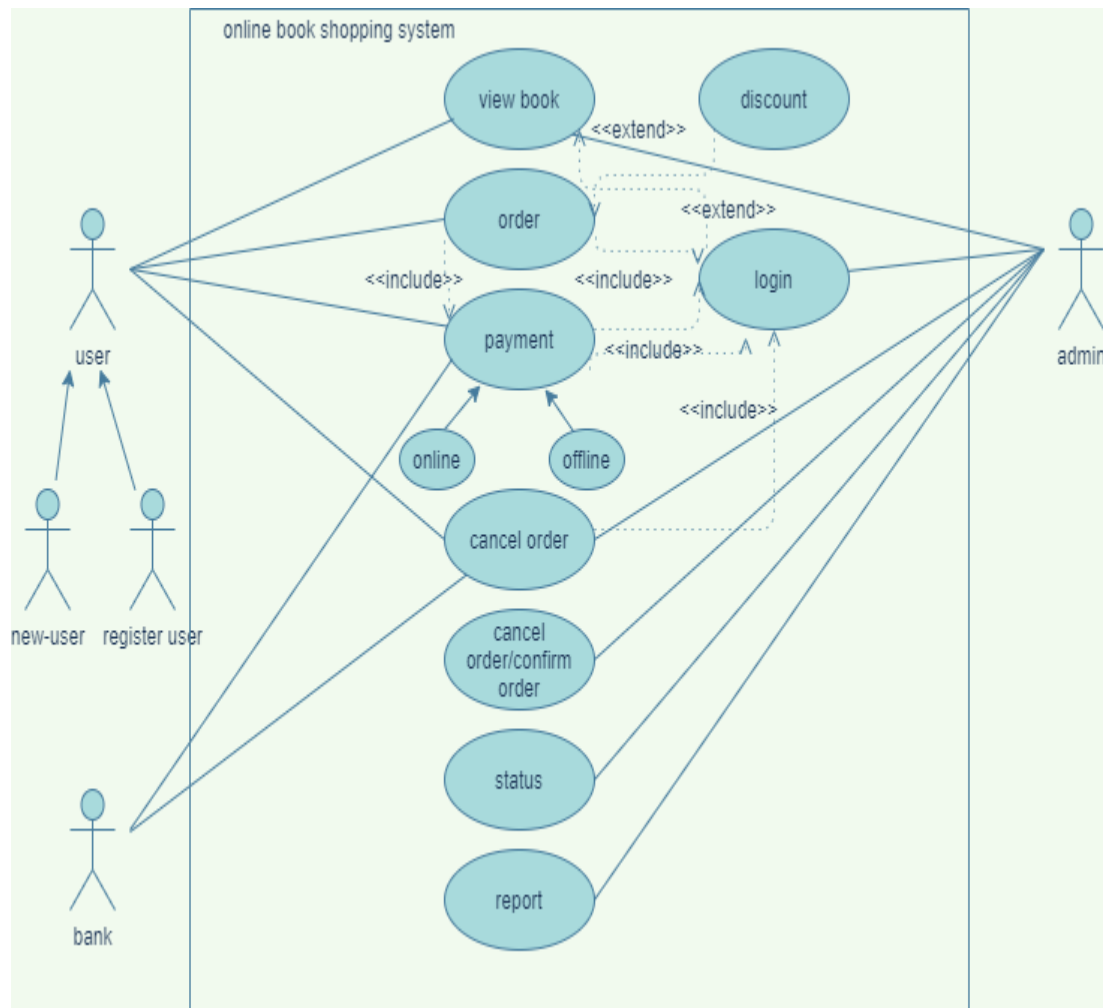 online book shopping system
view book
discount
<<extend>>
order
<<extend>>
login
<<include>>
<<include>>
payment
<<include>>
user
admin
<<include>>
online
offline
cancel order
new-user
register user
cancel
order/confirm
order
status
report
bank